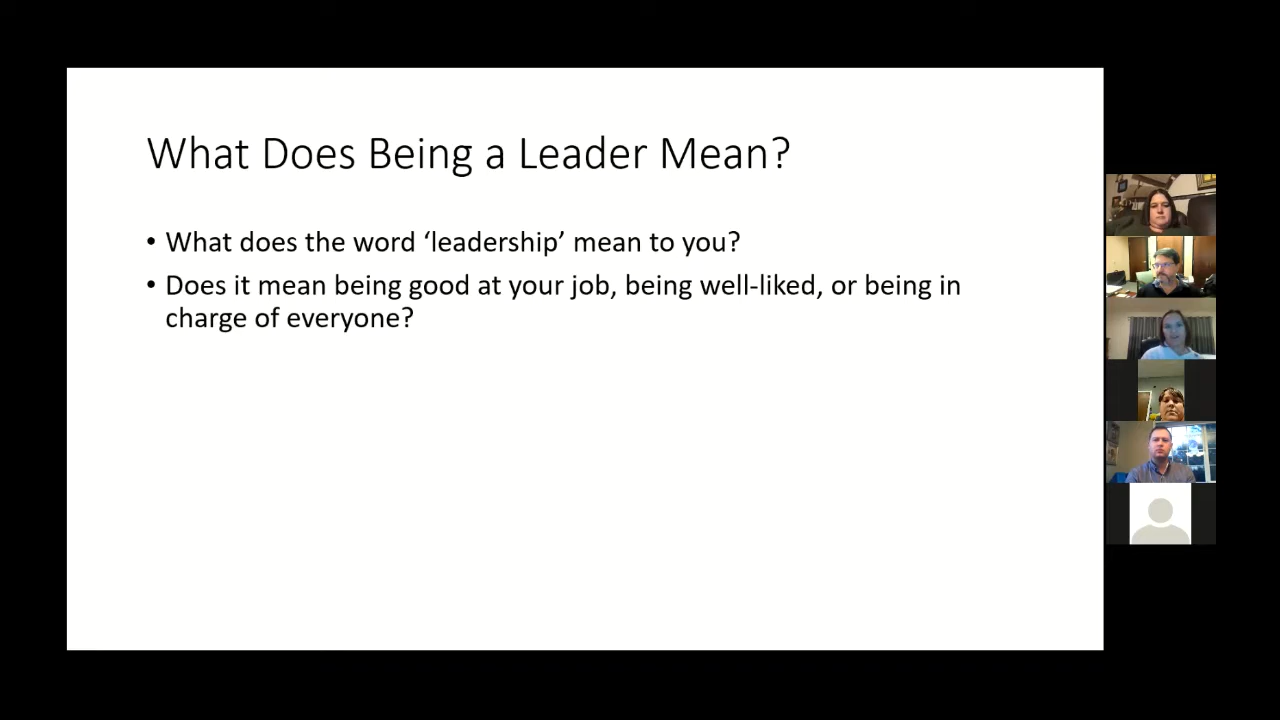 What Does Being a Leader Mean?
• What does the word ‘leadership’ mean to you?
• Does it mean being good at your job, being well-liked, or being in
charge of everyone?